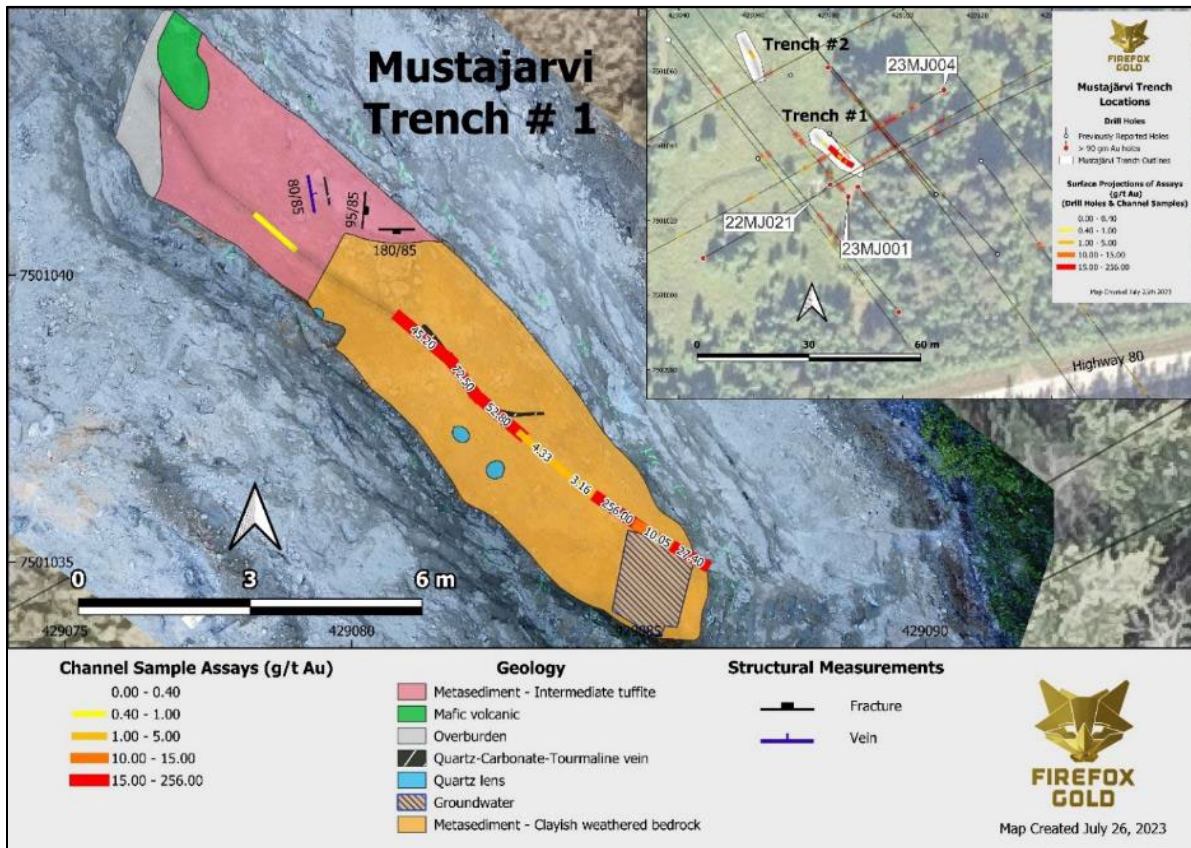 Mustajarvi
Trench # 1
80/85
95/85
180/85
45.20
72.50
52.80
4.33
3.16
256.00
10.05
27.40
7501040
7501035
0 3 6 m
429075
429080
429085
429090
Trench #2
Trench #1
23MJ004
22MJ021
23MJ001
Highway 80
0 30 60 m
FIREFOX
GOLD
Mustajärvi Trench
Locations
Drill Holes
Previously Reported Holes
> 90 gm Au holes
Mustajärvi Trench Outlines
Surface Projections of Assays
(g/t Au)
(Drill Holes & Channel Samples)
0.00 - 0.40
0.40 - 1.00
1.00 - 5.00
10.00 - 15.00
15.00 - 256.00
Map Created July 25th 2023
Channel Sample Assays (g/t Au)
0.00 - 0.40
0.40 - 1.00
1.00 - 5.00
10.00 - 15.00
15.00 - 256.00
Geology
Metasediment - Intermediate tuffite
Mafic volcanic
Overburden
Quartz-Carbonate-Tourmaline vein
Quartz lens
Groundwater
Metasediment - Clayish weathered bedrock
Structural Measurements
Fracture
Vein
FIREFOX
GOLD
Map Created July 26, 2023